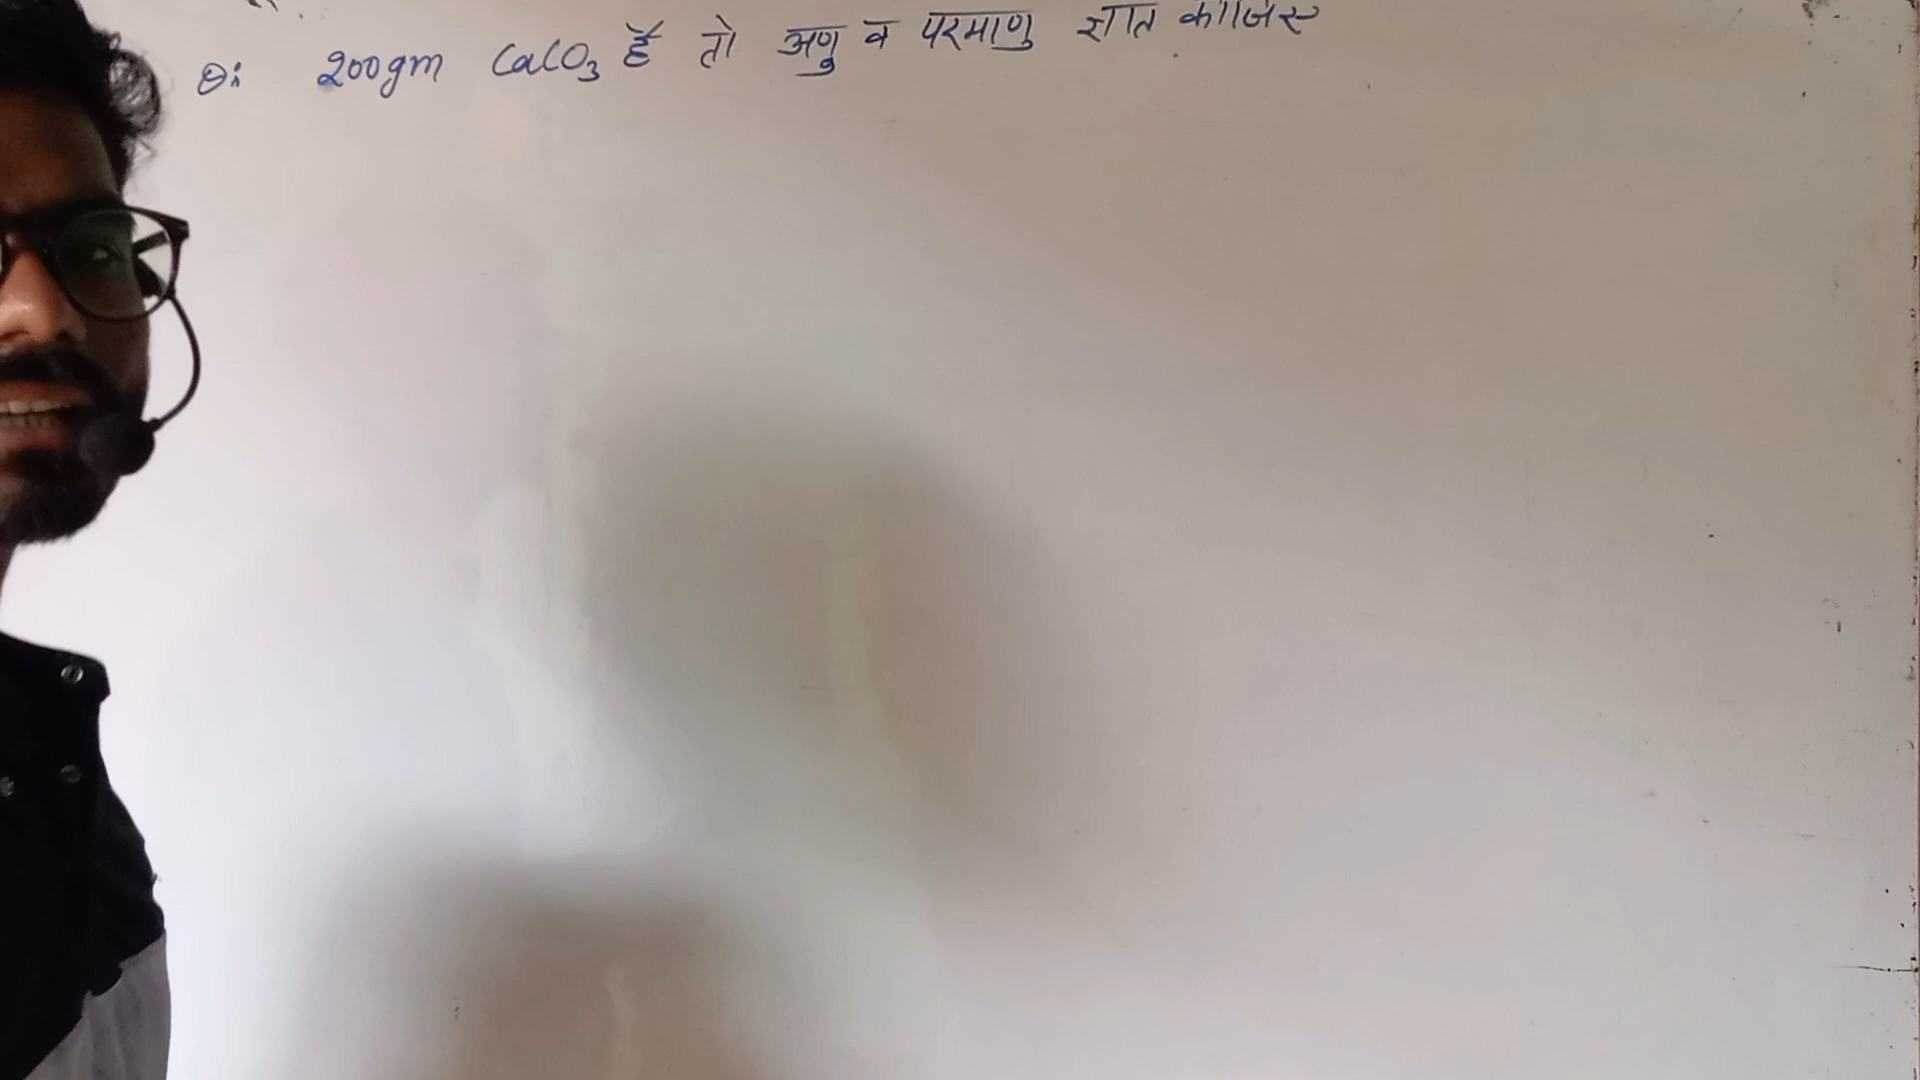 Q: 200gm CaCO₃ हैं तो अणु व परमाणु ज्ञात कीजिए